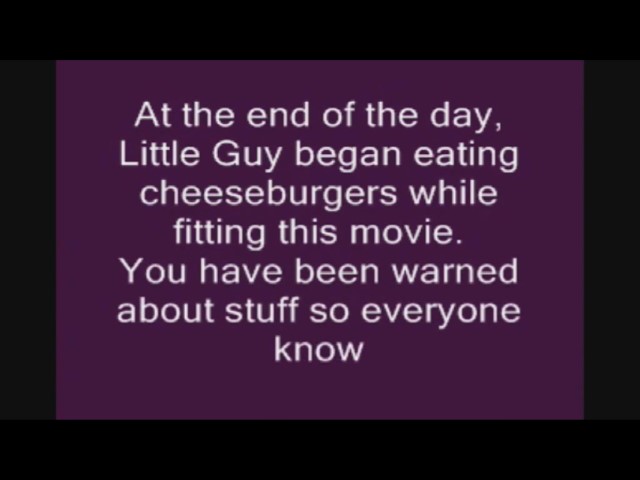 At the end of the day,
Little Guy began eating
cheeseburgers while
fitting this movie.
You have been warned
about stuff so everyone
know